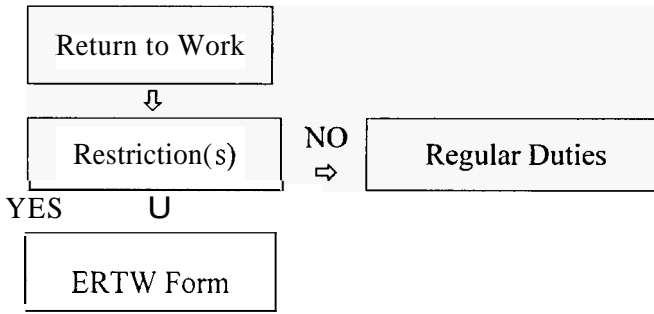 Return to Work
⇩
Restriction(s) NO ⇨ Regular Duties
YES U
ERTW Form